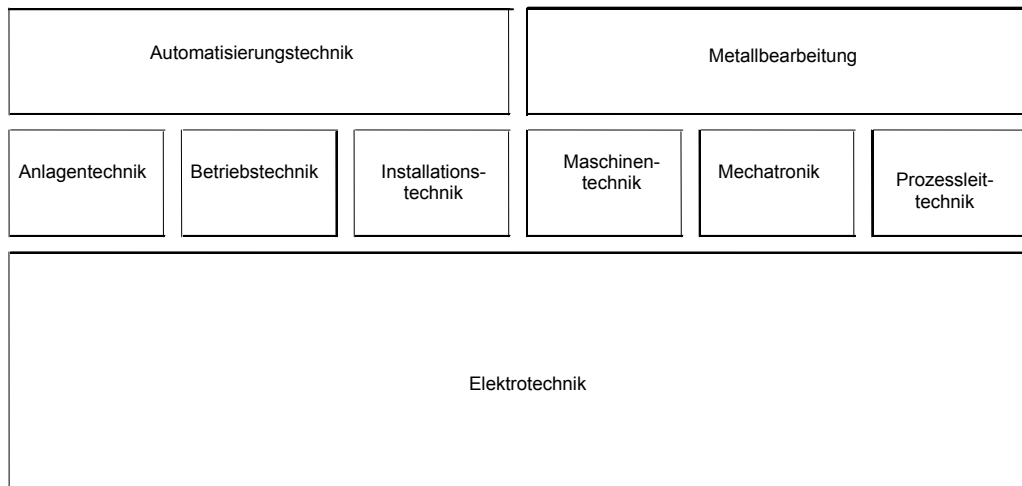 Automatisierungstechnik
Metallbearbeitung
Anlagentechnik
Betriebstechnik
Installations-
technik
Maschinen-
technik
Mechatronik
Prozessleit-
technik
Elektrotechnik